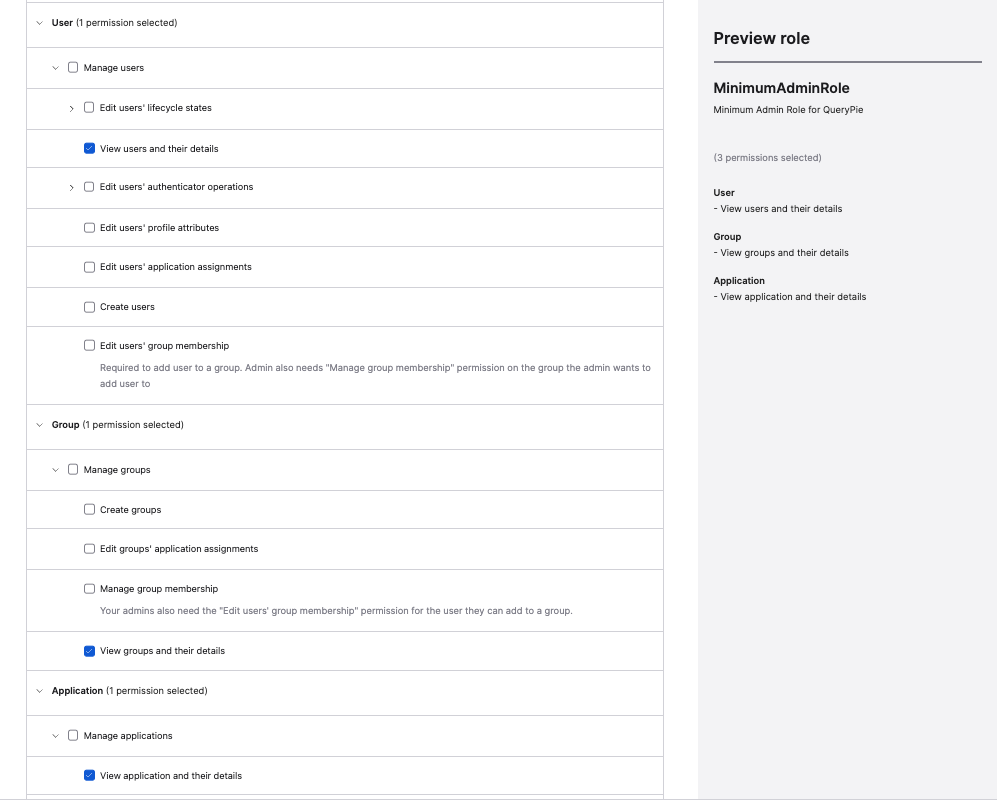 User (1 permission selected)
Manage users
Edit users' lifecycle states
View users and their details
Edit users' authenticator operations
Edit users' profile attributes
Edit users' application assignments
Create users
Edit users' group membership
Required to add user to a group. Admin also needs "Manage group membership" permission on the group the admin wants to
add user to
Group (1 permission selected)
Manage groups
Create groups
Edit groups' application assignments
Manage group membership
Your admins also need the "Edit users' group membership" permission for the user they can add to a group.
View groups and their details
Application (1 permission selected)
Manage applications
View application and their details
Preview role
MinimumAdminRole
Minimum Admin Role for QueryPie
(3 permissions selected)
User
- View users and their details
Group
- View groups and their details
Application
- View application and their details